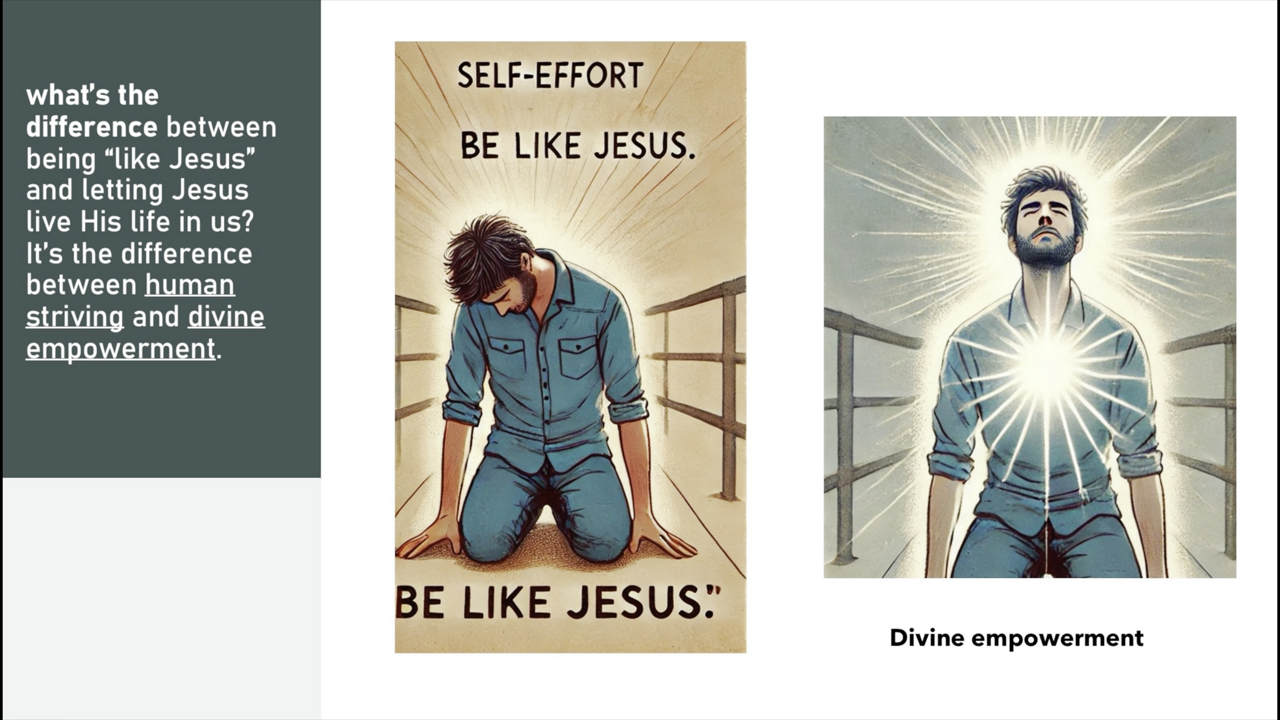 what's the
difference between
being “like Jesus”
and letting Jesus
live His life in us?
It's the difference
between human
striving and divine
empowerment.
SELF-EFFORT
BE LIKE JESUS.
BE LIKE JESUS."
Divine empowerment